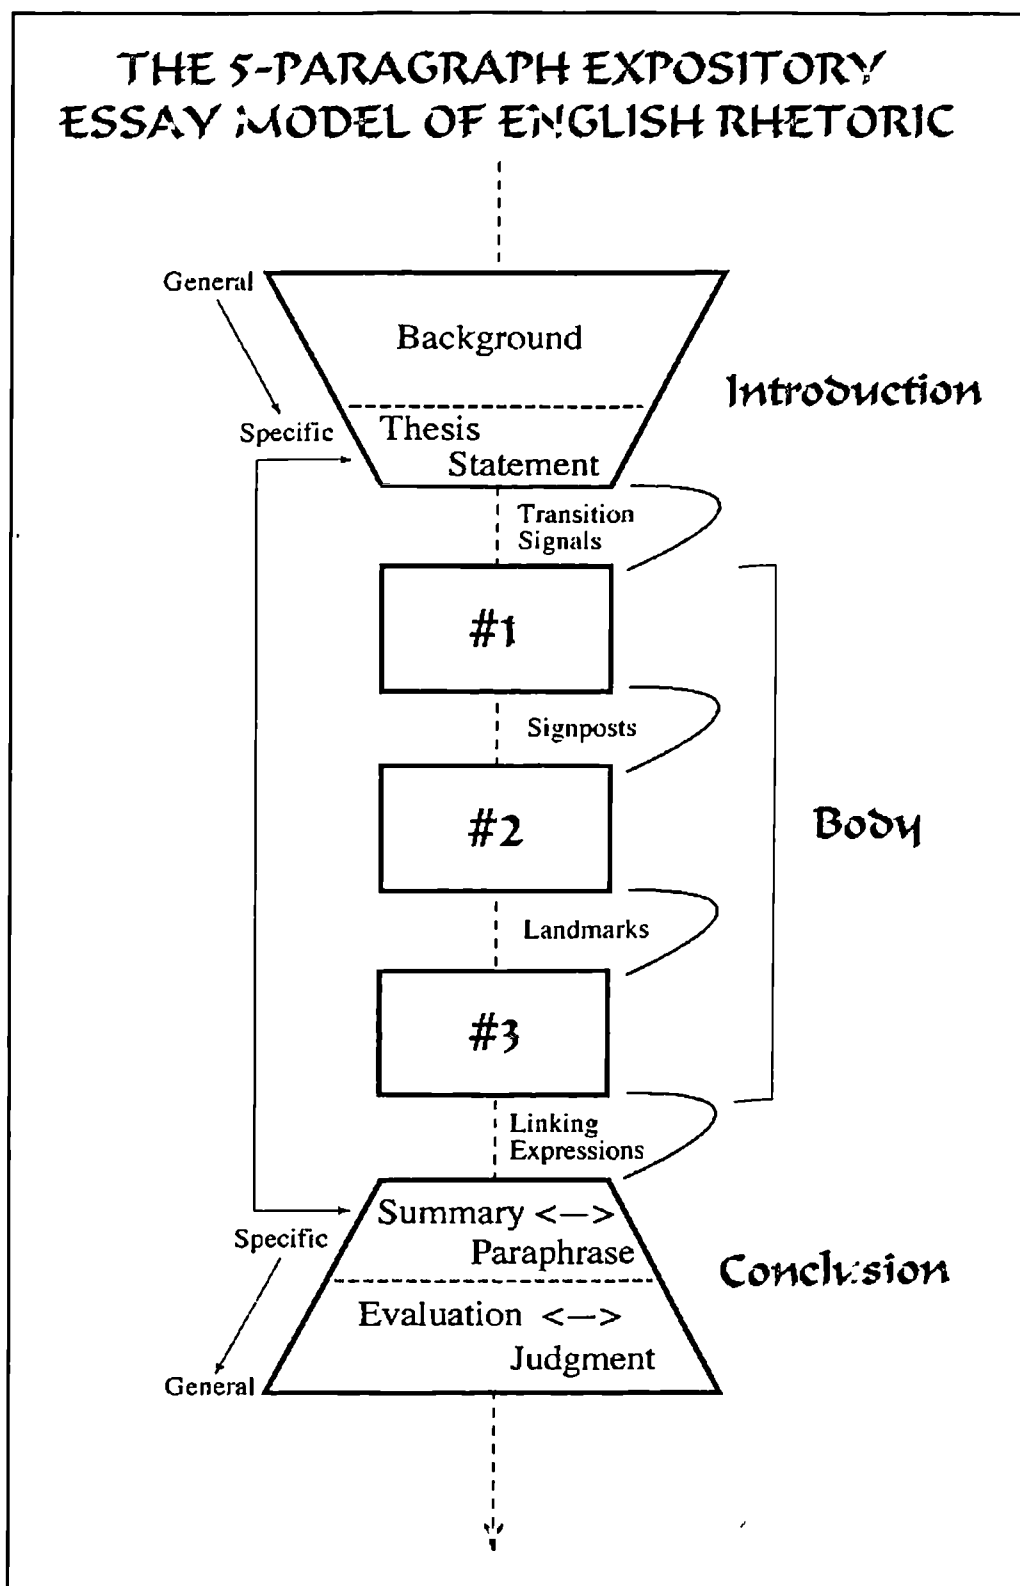 THE 5-PARAGRAPH EXPOSITORY
ESSAY MODEL OF ENGLISH RHETORIC
General
Background
Introduction
Specific
Thesis
Statement
Transition
Signals
#1
Signposts
#2
Body
Landmarks
#3
Linking
Expressions
Summary <-->
Specific
Paraphrase
Conclusion
Evaluation <-->
Judgment
General